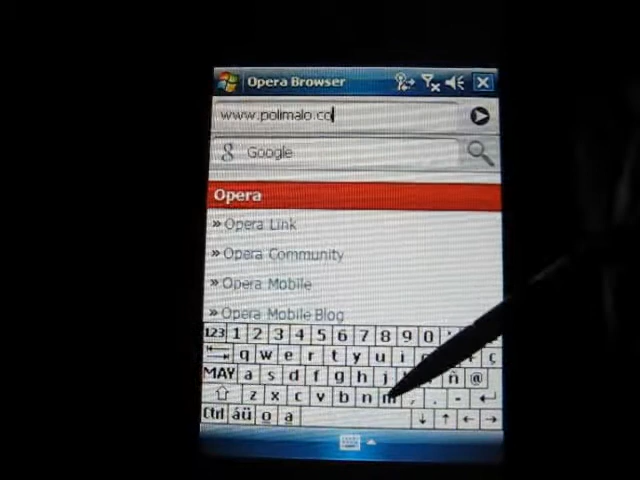 Opera Browser
www.polimalo.co
g Google
Opera
» Opera Link
» Opera Community
» Opera Mobile
» Opera Mobile Blog
123 1 2 3 4 5 6 7 8 9 0 '
q w e r t y u i ç
MAY a s d f g h j ñ @
z x c v b n m , . -
Ctrl áü o a ↓ ↑ ← →